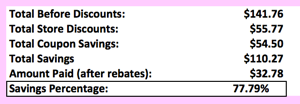 Total Before Discounts: $141.76
Total Store Discounts: $55.77
Total Coupon Savings: $54.50
Total Savings $110.27
Amount Paid (after rebates): $32.78
Savings Percentage: 77.79%